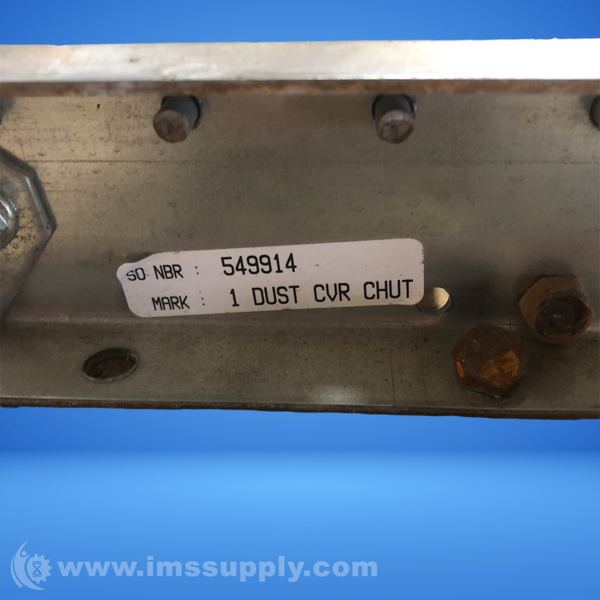 SO NBR : 549914
MARK : 1 DUST CVR CHUT
www.imssupply.com